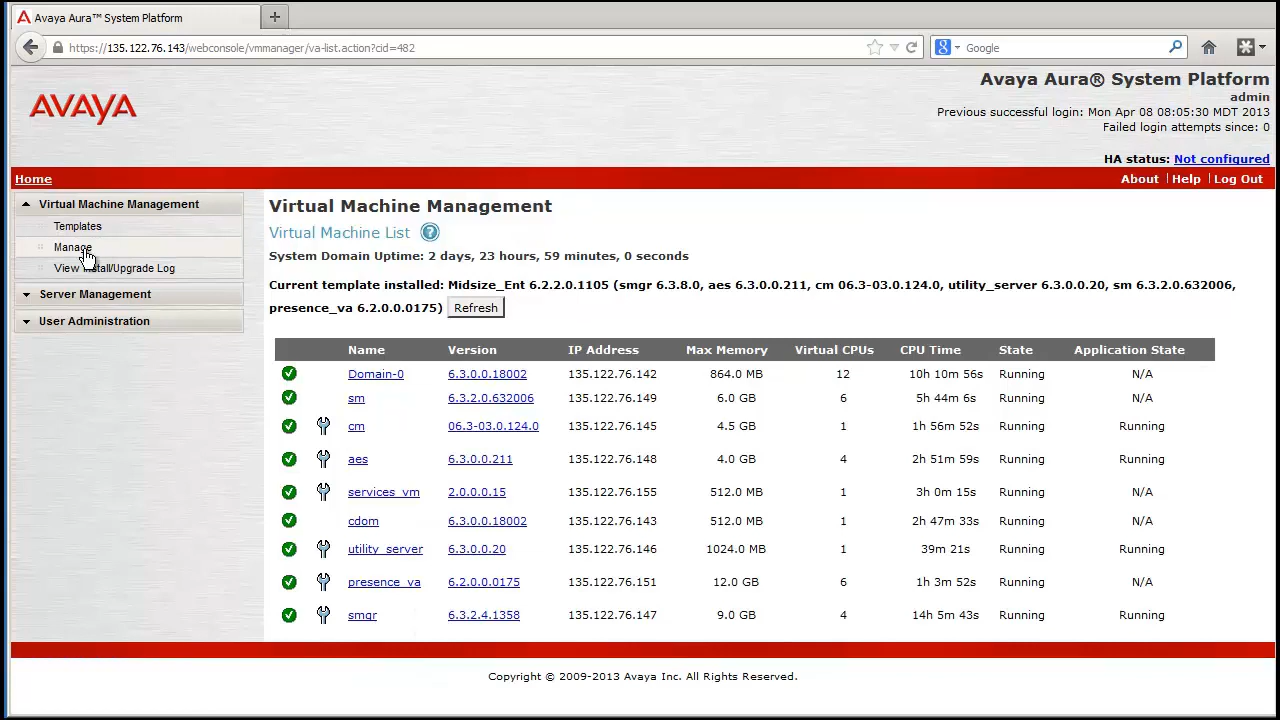 Avaya Aura™ System Platform
https://135.122.76.143/webconsole/vmmanager/va-list.action?cid=482
Google
AVAYA
Avaya Aura® System Platform
admin
Previous successful login: Mon Apr 08 08:05:30 MDT 2013
Failed login attempts since: 0
HA status: Not configured
Home
About Help Log Out
Virtual Machine Management
Templates
Manage
View Install/Upgrade Log
Server Management
User Administration
Virtual Machine Management
Virtual Machine List ?
System Domain Uptime: 2 days, 23 hours, 59 minutes, 0 seconds
Current template installed: Midsize_Ent 6.2.2.0.1105 (smgr 6.3.8.0, aes 6.3.0.0.211, cm 06.3-03.0.124.0, utility_server 6.3.0.0.20, sm 6.3.2.0.632006,
presence_va 6.2.0.0.0175) Refresh
Name Version IP Address Max Memory Virtual CPUs CPU Time State Application State
Domain-0 6.3.0.0.18002 135.122.76.142 864.0 MB 12 10h 10m 56s Running N/A
sm 6.3.2.0.632006 135.122.76.149 6.0 GB 6 5h 44m 6s Running N/A
cm 06.3-03.0.124.0 135.122.76.145 4.5 GB 1 1h 56m 52s Running Running
aes 6.3.0.0.211 135.122.76.148 4.0 GB 4 2h 51m 59s Running Running
services_vm 2.0.0.0.15 135.122.76.155 512.0 MB 1 3h 0m 15s Running N/A
cdom 6.3.0.0.18002 135.122.76.143 512.0 MB 1 2h 47m 33s Running N/A
utility_server 6.3.0.0.20 135.122.76.146 1024.0 MB 1 39m 21s Running Running
presence_va 6.2.0.0.0175 135.122.76.151 12.0 GB 6 1h 3m 52s Running N/A
smgr 6.3.2.4.1358 135.122.76.147 9.0 GB 4 14h 5m 43s Running Running
Copyright © 2009-2013 Avaya Inc. All Rights Reserved.